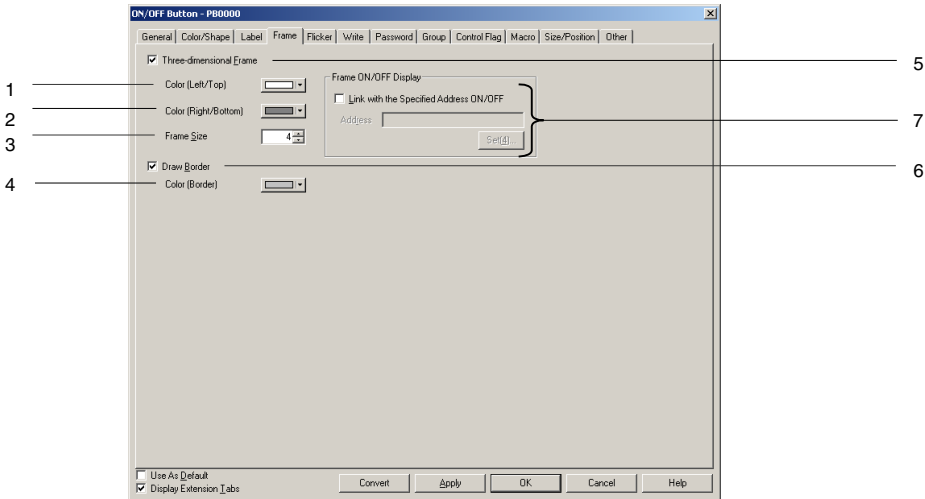 ON/OFF Button - PB0000
General Color/Shape Label Frame Flicker Write Password Group Control Flag Macro Size/Position Other
Three-dimensional Frame
5
1
Color (Left/Top)
Frame ON/OFF Display
Link with the Specified Address ON/OFF
2
Color (Right/Bottom)
Address
7
3
Frame Size
4
Set(4)...
Draw Border
6
4
Color (Border)
Use As Default
Display Extension Tabs
Convert Apply OK Cancel Help